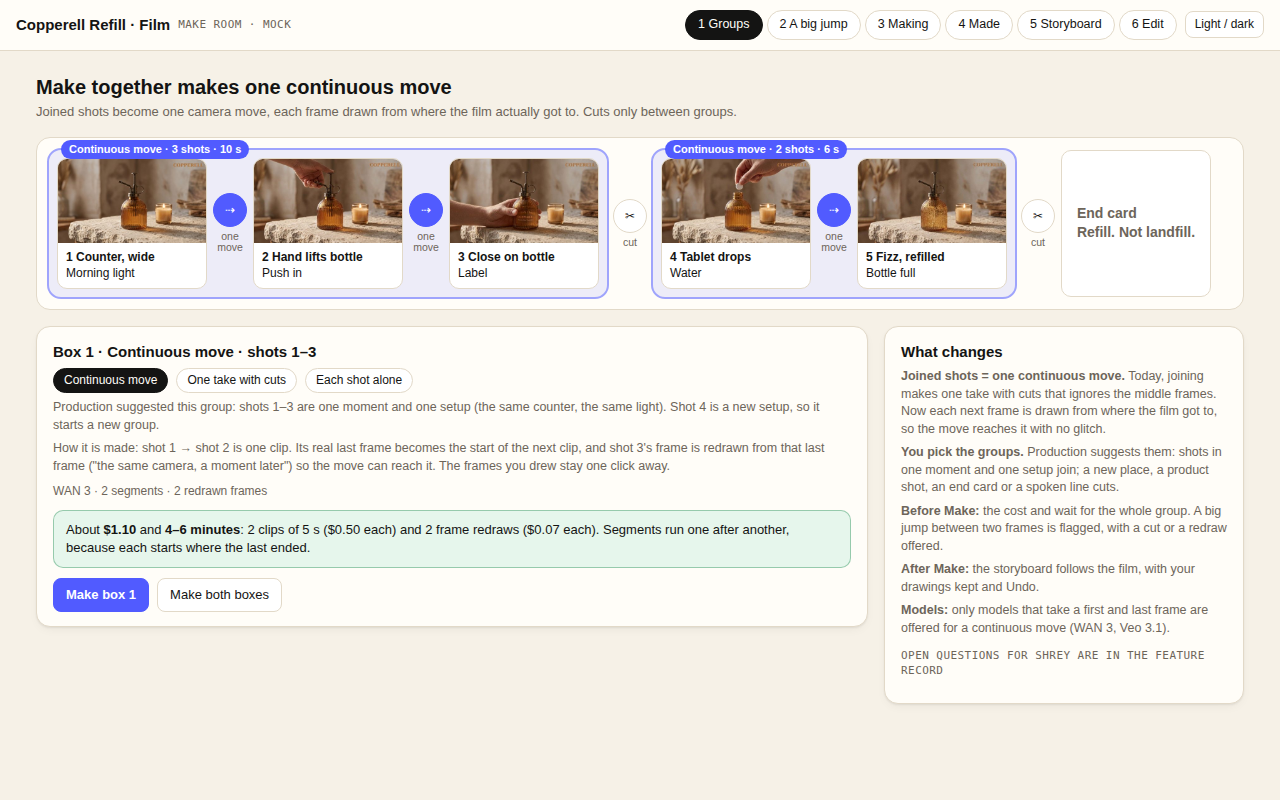 Copperell Refill · Film MAKE ROOM · MOCK
1 Groups
2 A big jump
3 Making
4 Made
5 Storyboard
6 Edit
Light / dark
Make together makes one continuous move
Joined shots become one camera move, each frame drawn from where the film actually got to. Cuts only between groups.
Continuous move · 3 shots · 10 s
1 Counter, wide
Morning light
⇢
one
move
2 Hand lifts bottle
Push in
⇢
one
move
3 Close on bottle
Label
✂
cut
Continuous move · 2 shots · 6 s
4 Tablet drops
Water
⇢
one
move
5 Fizz, refilled
Bottle full
✂
cut
End card
Refill. Not landfill.
Box 1 · Continuous move · shots 1–3
Continuous move
One take with cuts
Each shot alone
Production suggested this group: shots 1–3 are one moment and one setup (the same counter, the same light). Shot 4 is a new setup, so it
starts a new group.
How it is made: shot 1 → shot 2 is one clip. Its real last frame becomes the start of the next clip, and shot 3's frame is redrawn from that last
frame ("the same camera, a moment later") so the move can reach it. The frames you drew stay one click away.
WAN 3 · 2 segments · 2 redrawn frames
About $1.10 and 4–6 minutes: 2 clips of 5 s ($0.50 each) and 2 frame redraws ($0.07 each). Segments run one after another,
because each starts where the last ended.
Make box 1
Make both boxes
What changes
Joined shots = one continuous move. Today, joining
makes one take with cuts that ignores the middle frames.
Now each next frame is drawn from where the film got to,
so the move reaches it with no glitch.
You pick the groups. Production suggests them: shots in
one moment and one setup join; a new place, a product
shot, an end card or a spoken line cuts.
Before Make: the cost and wait for the whole group. A big
jump between two frames is flagged, with a cut or a redraw
offered.
After Make: the storyboard follows the film, with your
drawings kept and Undo.
Models: only models that take a first and last frame are
offered for a continuous move (WAN 3, Veo 3.1).
OPEN QUESTIONS FOR SHREY ARE IN THE FEATURE
RECORD